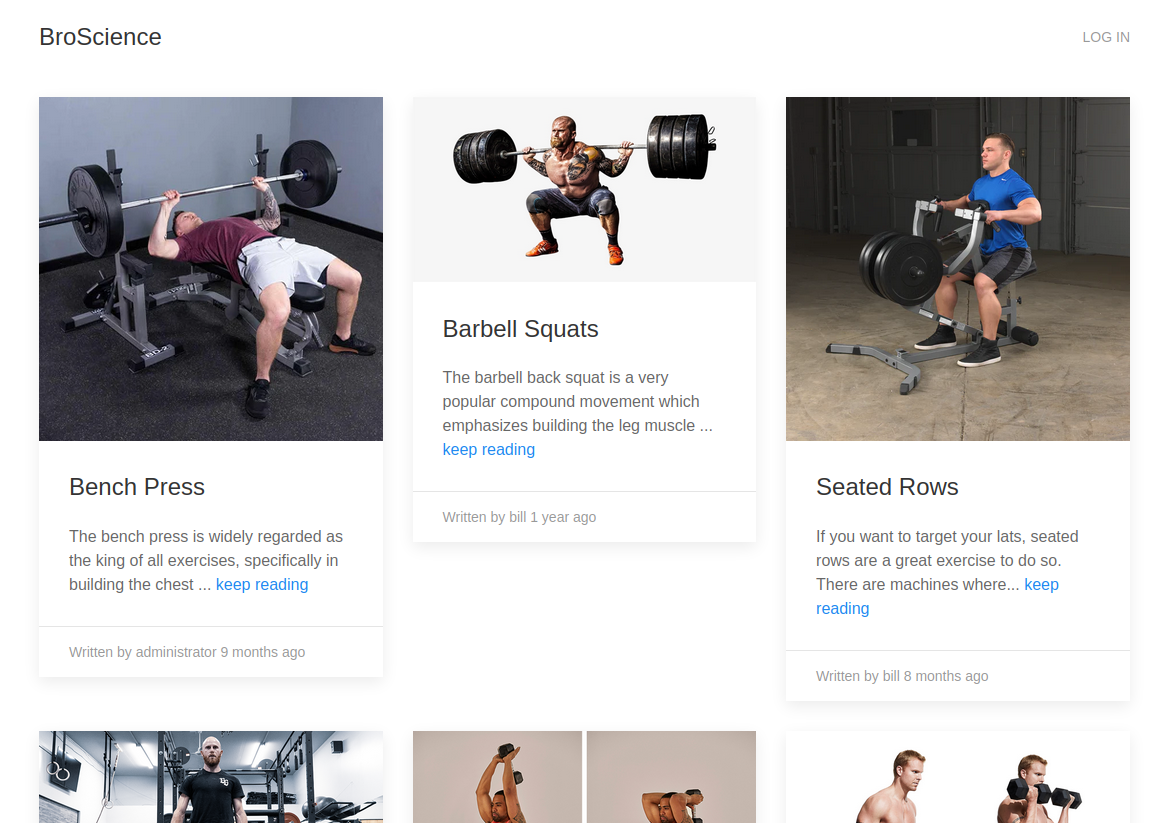 BroScience
LOG IN
Bench Press
The bench press is widely regarded as
the king of all exercises, specifically in
building the chest ... keep reading
Written by administrator 9 months ago
Barbell Squats
The barbell back squat is a very
popular compound movement which
emphasizes building the leg muscle ...
keep reading
Written by bill 1 year ago
Seated Rows
If you want to target your lats, seated
rows are a great exercise to do so.
There are machines where... keep
reading
Written by bill 8 months ago